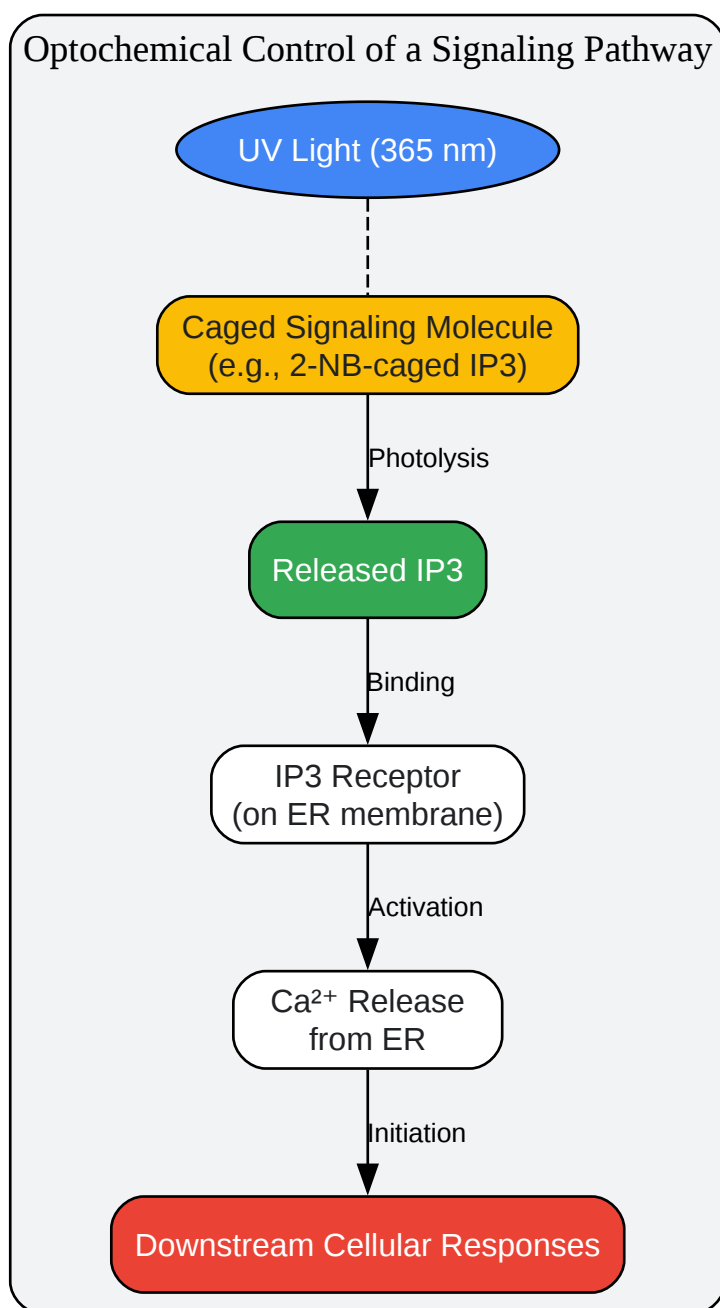 Optochemical Control of a Signaling Pathway
UV Light (365 nm)
Caged Signaling Molecule
(e.g., 2-NB-caged IP3)
Photolysis
Released IP3
Binding
IP3 Receptor
(on ER membrane)
Activation
Ca²⁺ Release
from ER
Initiation
Downstream Cellular Responses